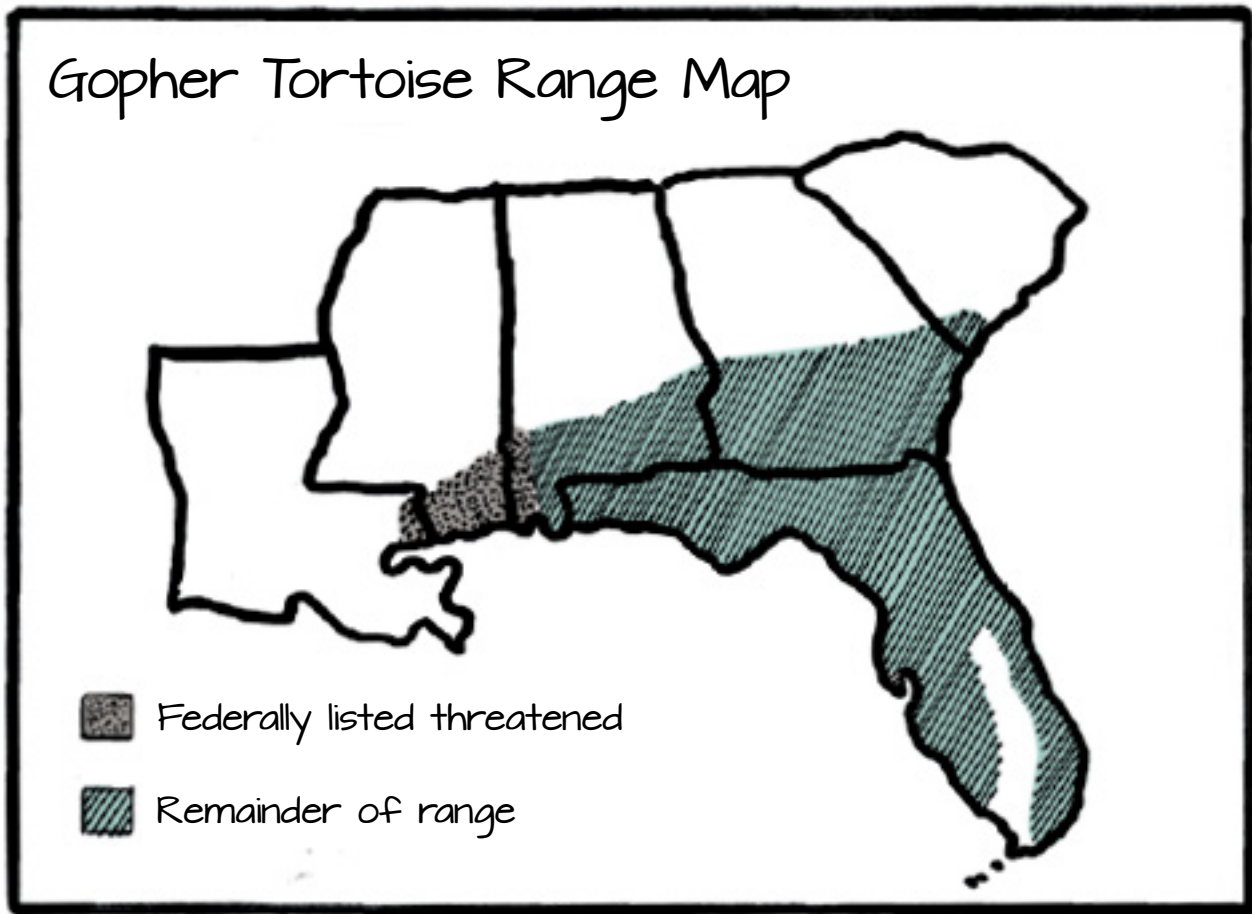 Gopher Tortoise Range Map
Federally listed threatened
Remainder of range